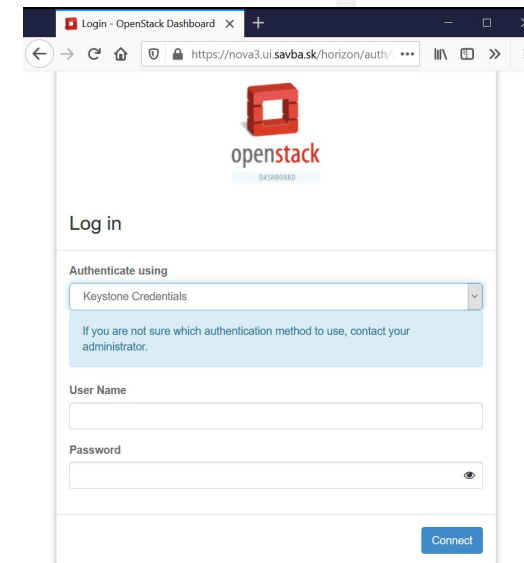 Login - OpenStack Dashboard
https://nova3.ui.savba.sk/horizon/auth/
openstack
DASHBOARD
Log in
Authenticate using
Keystone Credentials
If you are not sure which authentication method to use, contact your
administrator.
User Name
Password
Connect